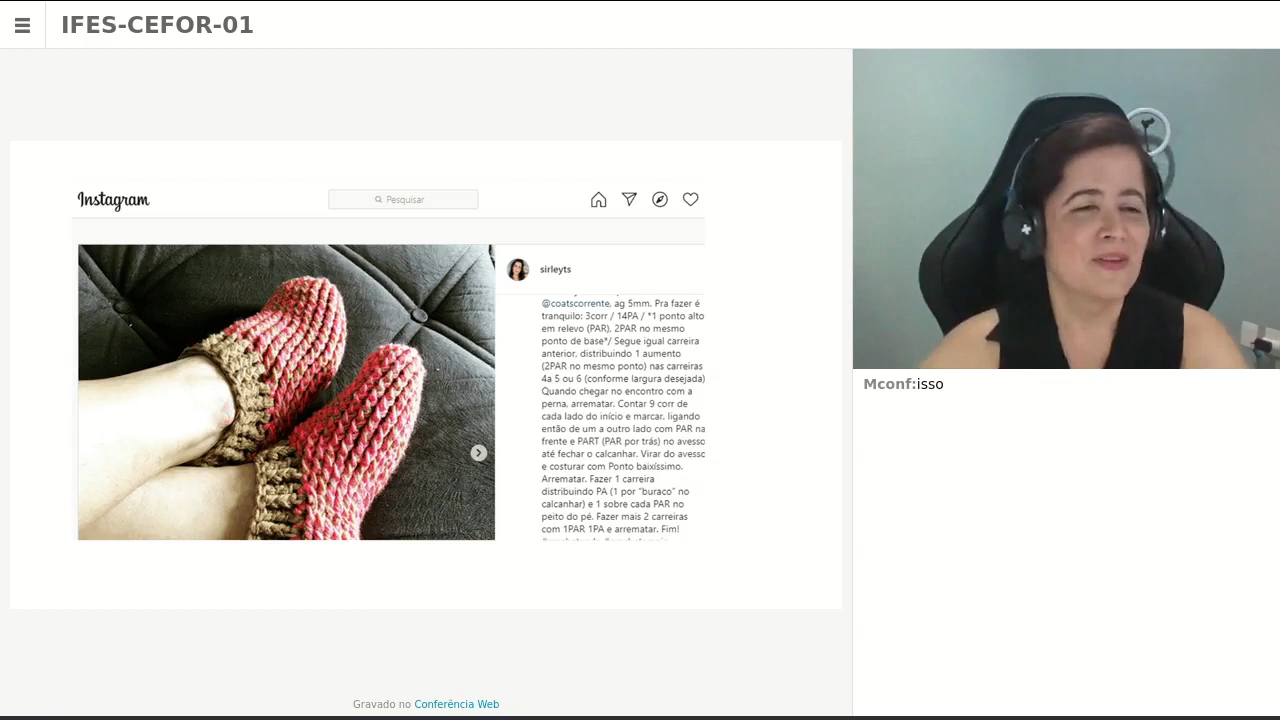 IFES-CEFOR-01
Instagram
Pesquisar
sirleyts
@coatscorrente, ag 5mm. Pra fazer é
tranquilo: 3corr / 14PA / *1 ponto alto
em relevo (PAR), 2PAR no mesmo
ponto de base*/ Segue igual carreira
anterior, distribuindo 1 aumento
(2PAR no mesmo ponto) nas carreiras
4a 5 ou 6 (conforme largura desejada)
Quando chegar no encontro com a
perna, arrematar. Contar 9 corr de
cada lado do início e marcar, ligando
então de um a outro lado com PAR na
frente e PART (PAR por trás) no avesso
até fechar o calcanhar. Virar do avesso
e costurar com Ponto baixíssimo.
Arrematar. Fazer 1 carreira
distribuindo PA (1 por "buraco" no
calcanhar) e 1 sobre cada PAR no
peito do pé. Fazer mais 2 carreiras
com 1PAR 1PA e arrematar. Fim!
Mconf:isso
Gravado no Conferência Web